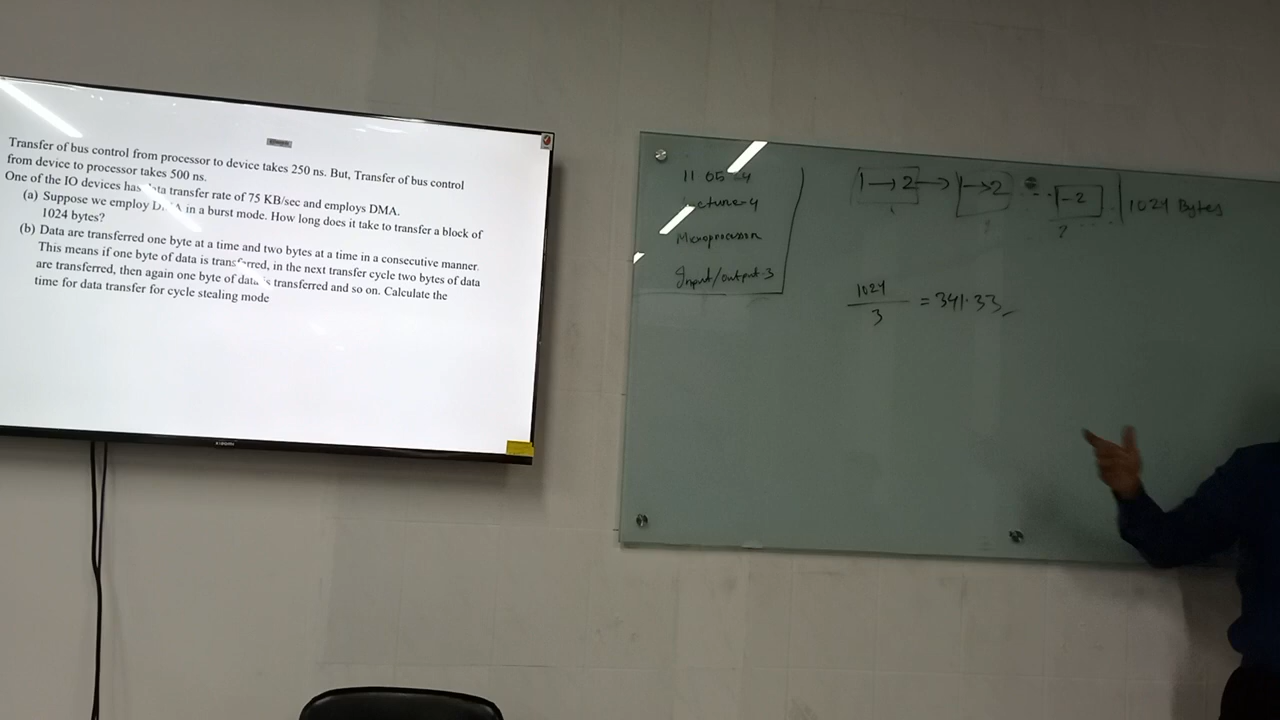 Transfer of bus control from processor to device takes 250 ns. But, Transfer of bus control
from device to processor takes 500 ns.
One of the IO devices has data transfer rate of 75 KB/sec and employs DMA.
(a) Suppose we employ DMA in a burst mode. How long does it take to transfer a block of
1024 bytes?
(b) Data are transferred one byte at a time and two bytes at a time in a consecutive manner.
This means if one byte of data is transferred, in the next transfer cycle two bytes of data
are transferred, then again one byte of data is transferred and so on. Calculate the
time for data transfer for cycle stealing mode
11 05
Input/output-3
1→2 → 1→2 ... 1-2 1024 Bytes
1024
3
= 341.33